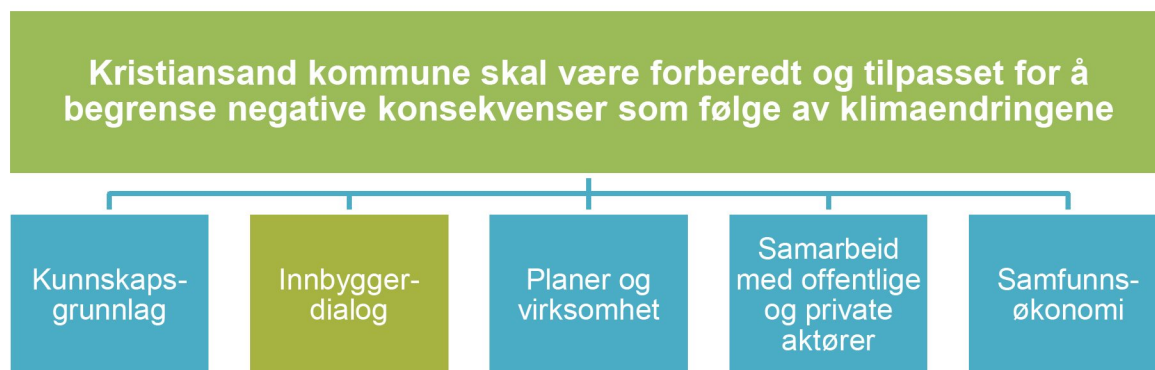 Kristiansand kommune skal være forberedt og tilpasset for å
begrense negative konsekvenser som følge av klimaendringene
Kunnskaps-
grunnlag
Innbygger-
dialog
Planer og
virksomhet
Samarbeid
med offentlige
og private
aktører
Samfunns-
økonomi